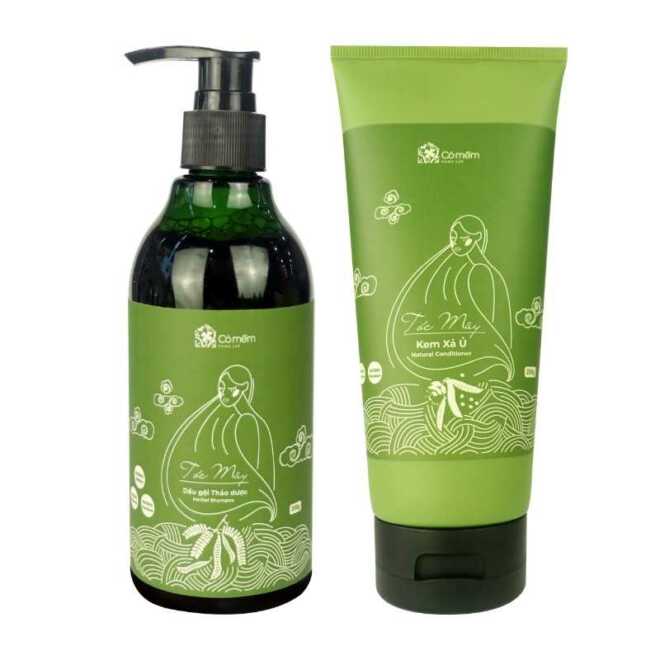 Cỏ mềm
Tóc Mây
Dầu gội Thảo dược
Herbal Shampoo
Cỏ mềm
Tóc Mây
Kem Xả Ủ
Natural Conditioner